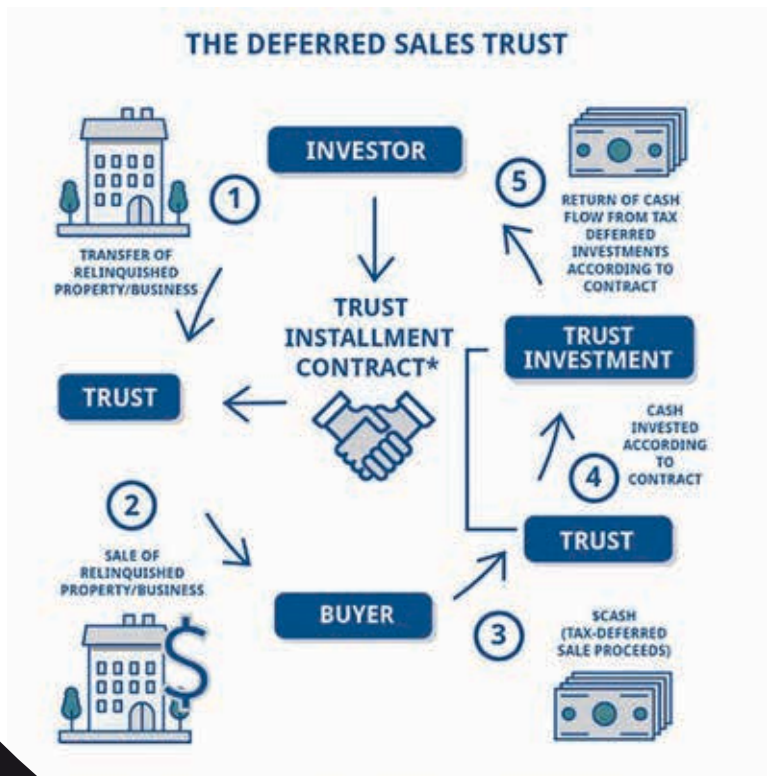 THE DEFERRED SALES TRUST
INVESTOR
1
TRANSFER OF
RELINQUISHED
PROPERTY/BUSINESS
5
RETURN OF CASH
FLOW FROM TAX
DEFERRED
INVESTMENTS
ACCORDING TO
CONTRACT
TRUST
INSTALLMENT
CONTRACT*
TRUST
TRUST
INVESTMENT
CASH
INVESTED
ACCORDING
TO
CONTRACT
4
2
SALE OF
RELINQUISHED
PROPERTY/BUSINESS
$
BUYER
TRUST
3
$CASH
(TAX-DEFERRED
SALE PROCEEDS)